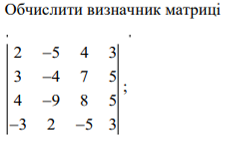 Обчислити визначник матриці
|2 −5 4 3|
|3 −4 7 5|
|4 −9 8 5|
|−3 2 −5 3| ;